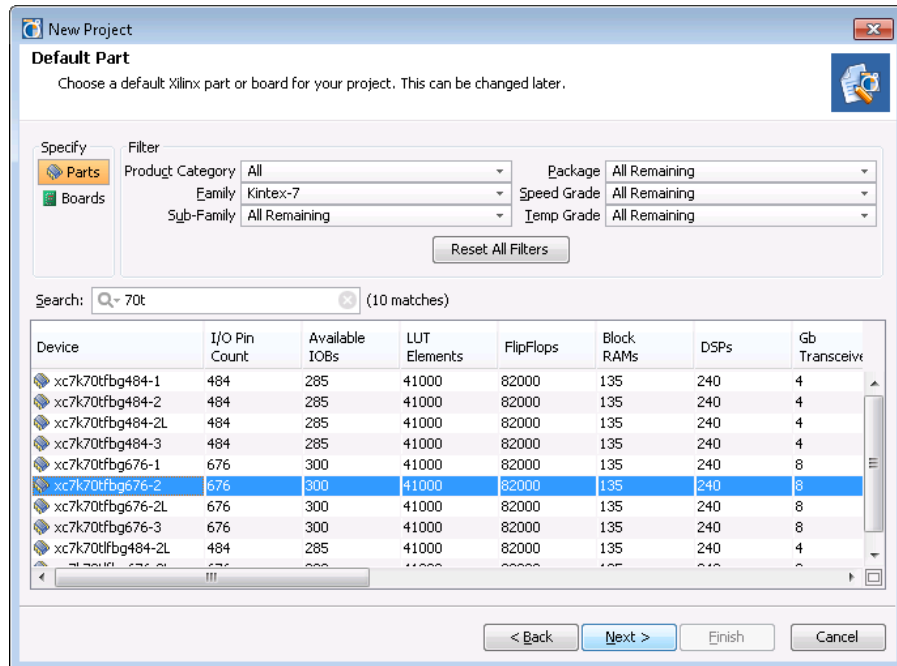 New Project
Default Part
Choose a default Xilinx part or board for your project. This can be changed later.
Specify
Filter
Parts
Boards
Product Category All
Package All Remaining
Family Kintex-7
Speed Grade All Remaining
Sub-Family All Remaining
Temp Grade All Remaining
Reset All Filters
Search: 70t (10 matches)
Device I/O Pin Count Available IOBs LUT Elements FlipFlops Block RAMs DSPs Gb
xc7k70tfbg484-1 484 285 41000 82000 135 240 4
xc7k70tfbg484-2 484 285 41000 82000 135 240 4
xc7k70tfbg484-2L 484 285 41000 82000 135 240 4
xc7k70tfbg484-3 484 285 41000 82000 135 240 4
xc7k70tfbg676-1 676 300 41000 82000 135 240 8
xc7k70tfbg676-2 676 300 41000 82000 135 240 8
xc7k70tfbg676-2L 676 300 41000 82000 135 240 8
xc7k70tfbg676-3 676 300 41000 82000 135 240 8
xc7k70tlfbg484-2L 484 285 41000 82000 135 240 4
< Back Next > Finish Cancel